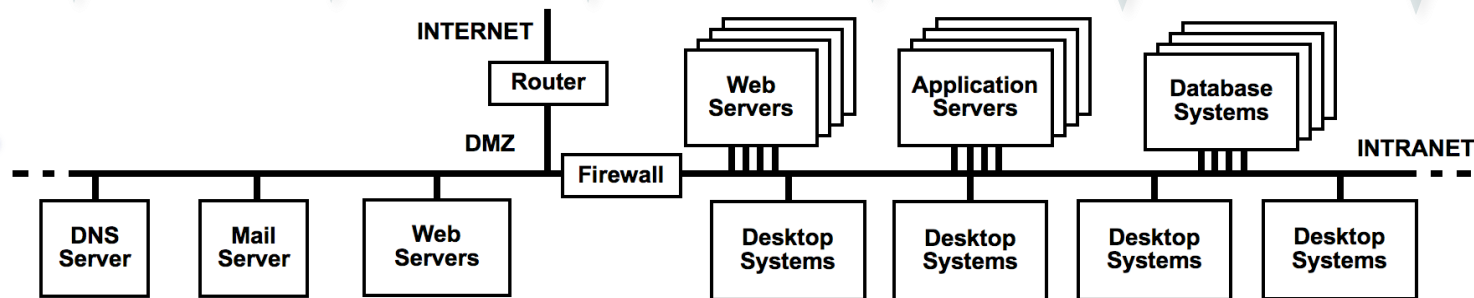 INTERNET
Router
DMZ
Firewall
Web
Servers
Application
Servers
Database
Systems
INTRANET
DNS
Server
Mail
Server
Web
Servers
Desktop
Systems
Desktop
Systems
Desktop
Systems
Desktop
Systems